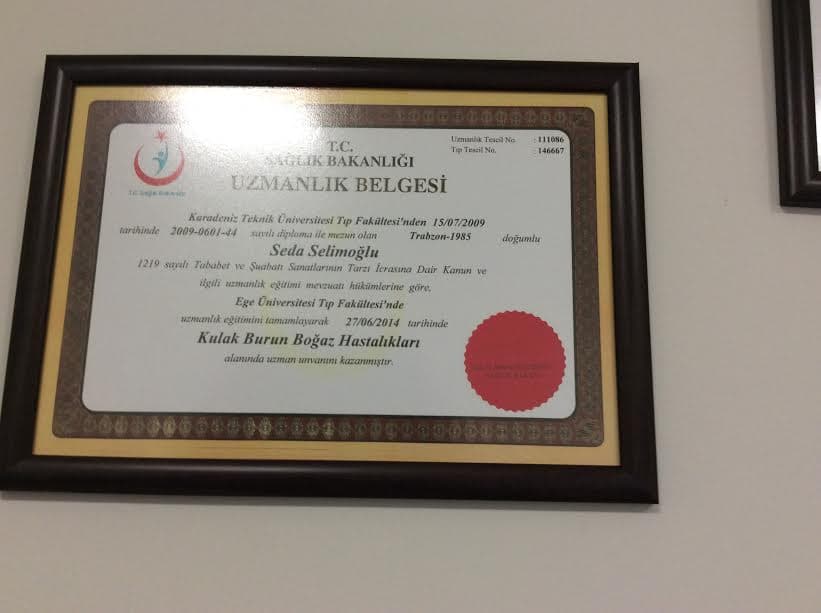 T.C. Sağlık Bakanlığı
Uzmanlık Tescil No. : 111086
Tıp Tescil No. : 146667
T.C.
SAĞLIK BAKANLIĞI
UZMANLIK BELGESİ
Karadeniz Teknik Üniversitesi Tıp Fakültesi'nden 15/07/2009
tarihinde 2009-0601-44 sayılı diploma ile mezun olan Trabzon-1985 doğumlu
Seda Selimoğlu
1219 sayılı Tababet ve Şuabatı Sanatlarının Tarzı İcrasına Dair Kanun ve
ilgili uzmanlık eğitimi mevzuatı hükümlerine göre,
Ege Üniversitesi Tıp Fakültesi'nde
uzmanlık eğitimini tamamlayarak 27/06/2014 tarihinde
Kulak Burun Boğaz Hastalıkları
alanında uzman unvanını kazanmıştır.